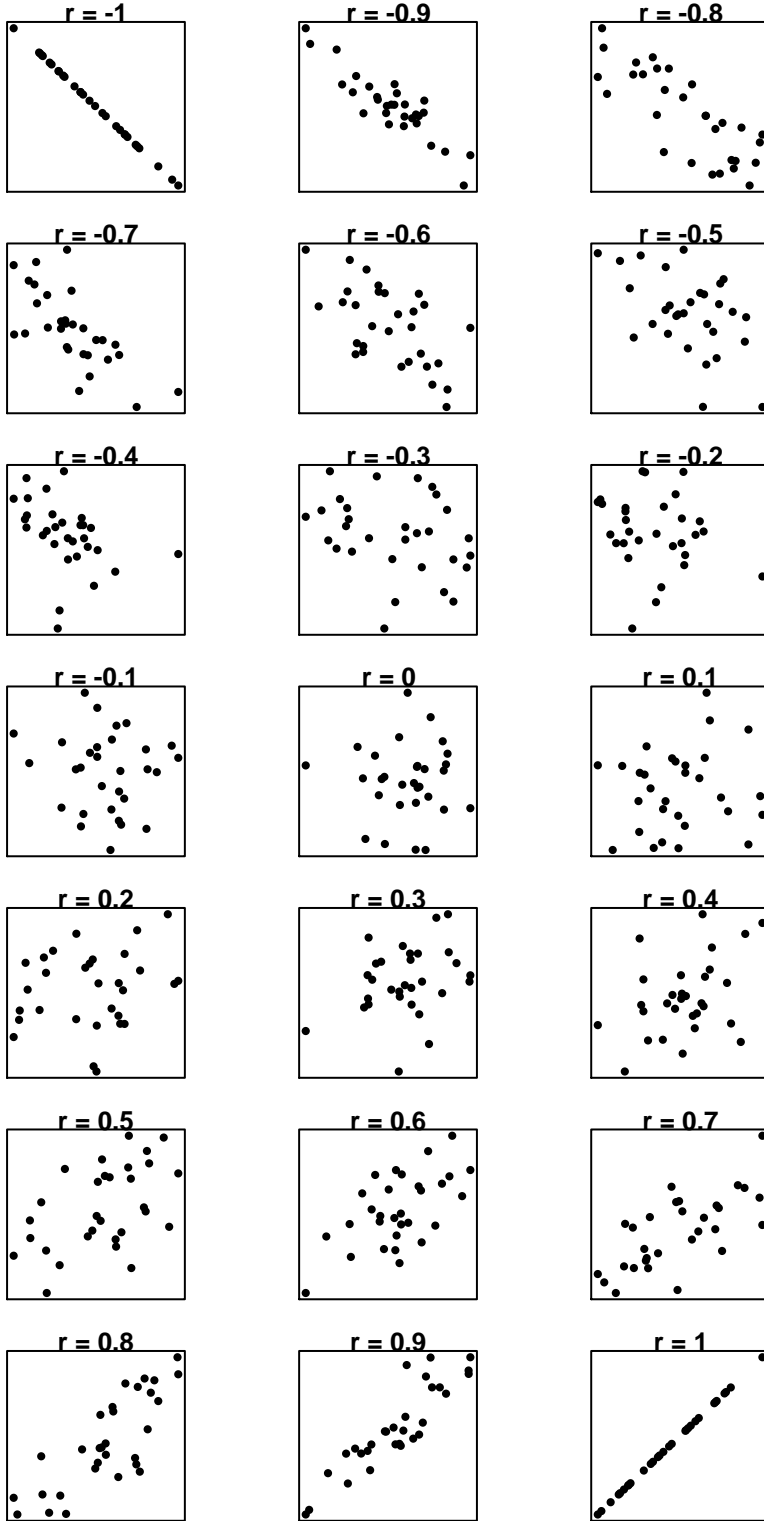 r = -1
r = -0.9
r = -0.8
r = -0.7
r = -0.6
r = -0.5
r = -0.4
r = -0.3
r = -0.2
r = -0.1
r = 0
r = 0.1
r = 0.2
r = 0.3
r = 0.4
r = 0.5
r = 0.6
r = 0.7
r = 0.8
r = 0.9
r = 1